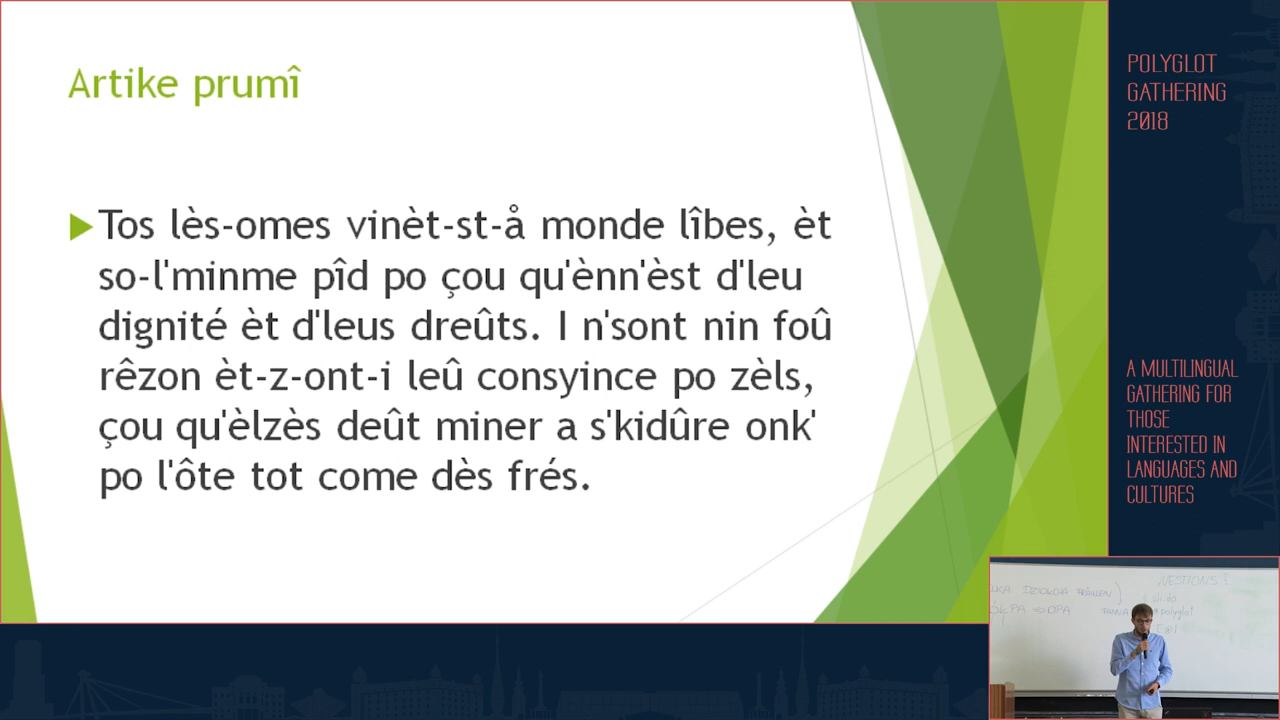 Artike prumî
Tos lès-omes vinèt-st-å monde lîbes, èt
so-l'minme pîd po çou qu'ènn'èst d'leu
dignité èt d'leus dreûts. I n'sont nin foû
rêzon èt-z-ont-i leû consyince po zèls,
çou qu'èlzès deût miner a s'kidûre onk'
po l'ôte tot come dès frés.
POLYGLOT
GATHERING
2018
A MULTILINGUAL
GATHERING FOR
THOSE
INTERESTED IN
LANGUAGES AND
CULTURES
polyglot